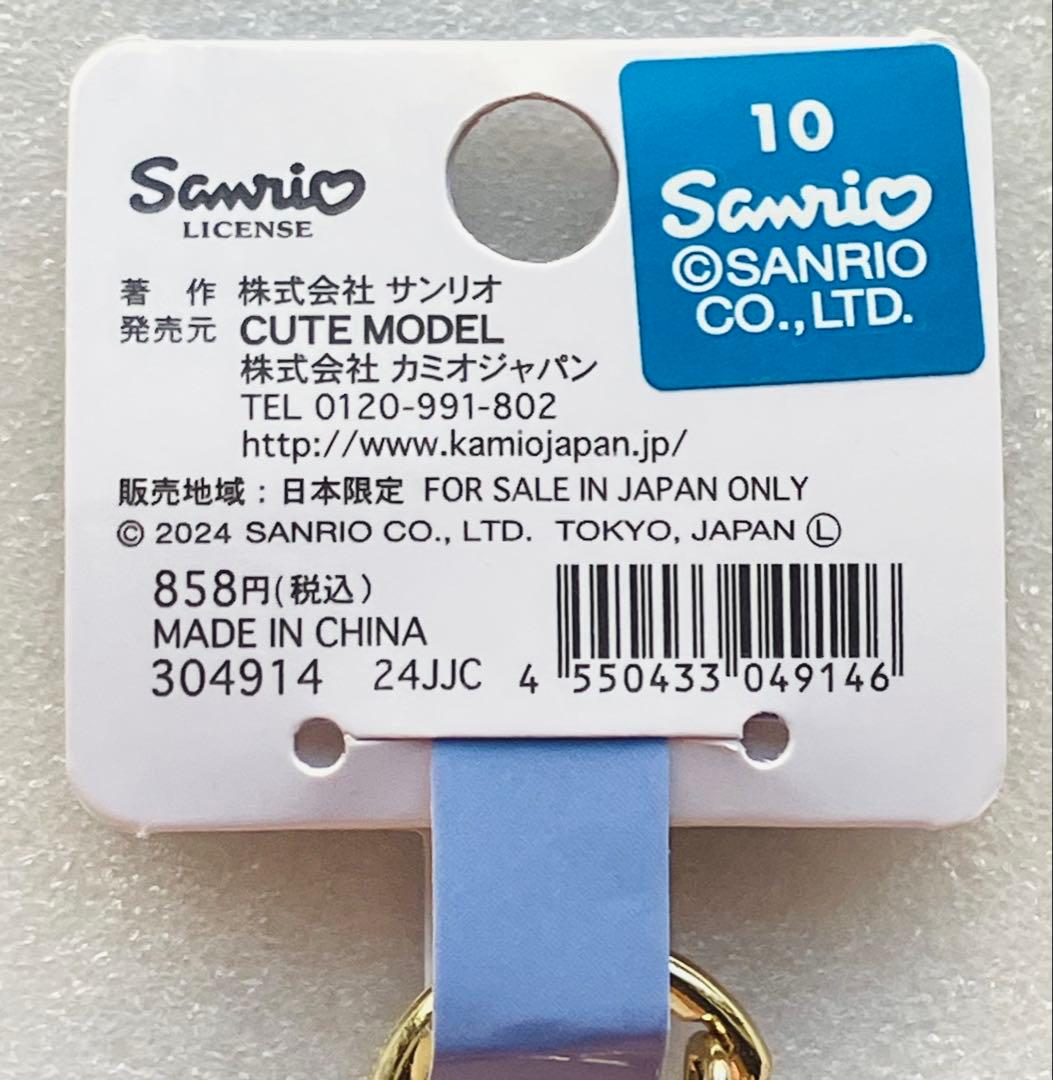 Sanrio
LICENSE
10
Sanrio
©SANRIO
CO., LTD.
著 作 株式会社 サンリオ
発売元 CUTE MODEL
株式会社 カミオジャパン
TEL 0120-991-802
http://www.kamiojapan.jp/
販売地域：日本限定 FOR SALE IN JAPAN ONLY
© 2024 SANRIO CO., LTD. TOKYO, JAPAN Ⓛ
858円(税込)
MADE IN CHINA
304914 24JJC
4 550433 049146